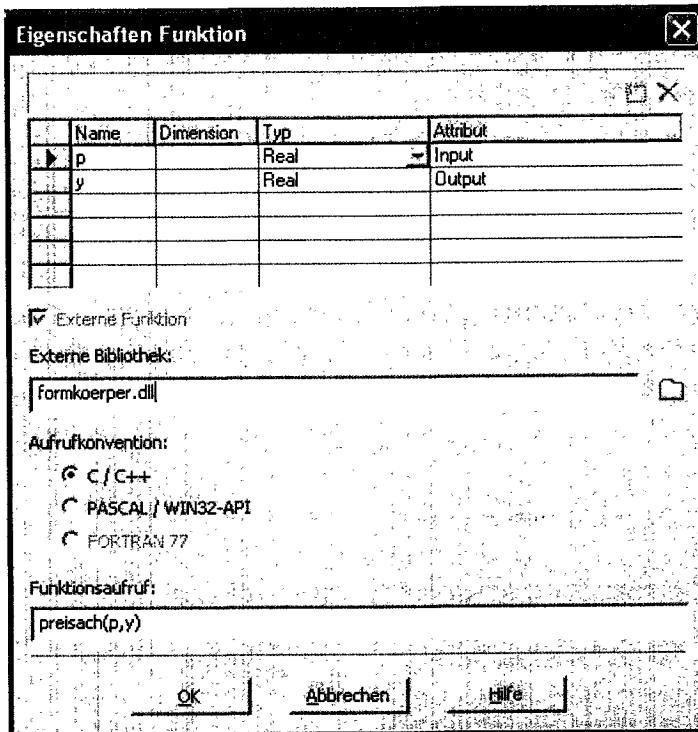 Eigenschaften Funktion
Name Dimension Typ Attribut
p Real Input
y Real Output
Externe Funktion
Externe Bibliothek:
formkoerper.dll
Aufrufkonvention:
C / C++
PASCAL / WIN32-API
FORTRAN 77
Funktionsaufruf:
preisach(p,y)
OK Abbrechen Hilfe